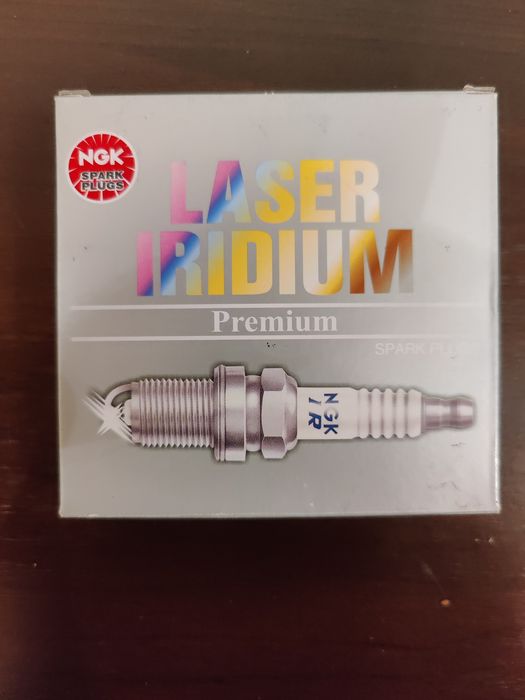 NGK
SPARK
PLUGS
LASER
IRIDIUM
Premium
SPARK PLUG
NGK
IR